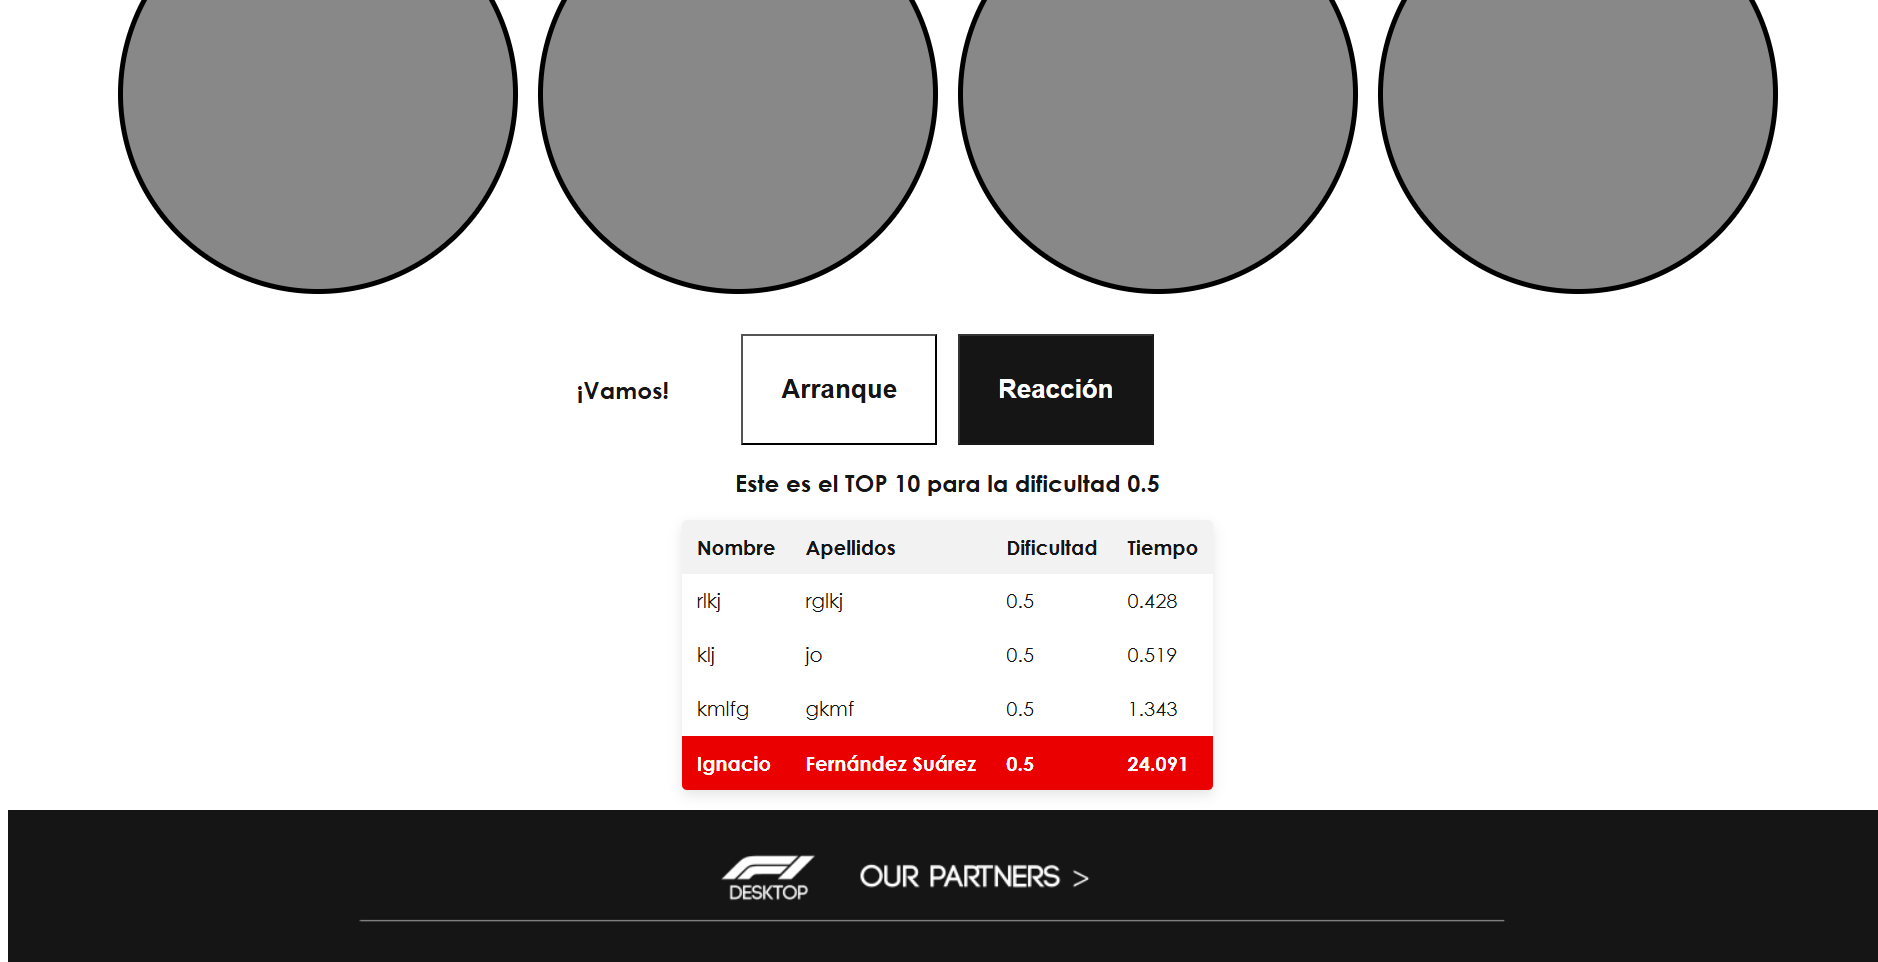 ¡Vamos!
Arranque
Reacción
Este es el TOP 10 para la dificultad 0.5
Nombre Apellidos Dificultad Tiempo
rlkj rglkj 0.5 0.428
klj jo 0.5 0.519
kmlfg gkmf 0.5 1.343
Ignacio Fernández Suárez 0.5 24.091
F1 DESKTOP
OUR PARTNERS >